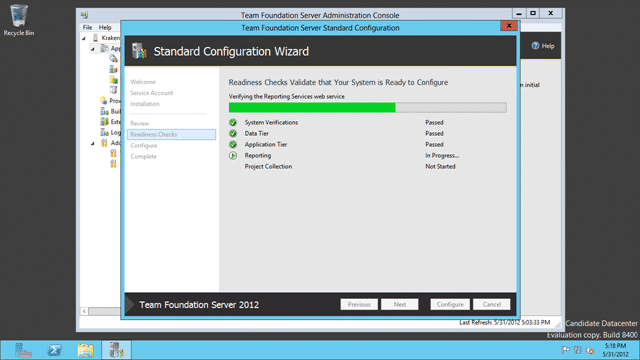 Recycle Bin
Team Foundation Server Administration Console
File Help
Kraken
App
Proxy
Build
Exte
Log
Add
Help
n initial
Team Foundation Server Standard Configuration
Standard Configuration Wizard
Welcome
Service Account
Installation
Review
Readiness Checks
Configure
Complete
Readiness Checks Validate that Your System is Ready to Configure
Verifying the Reporting Services web service
System Verifications Passed
Data Tier Passed
Application Tier Passed
Reporting In Progress...
Project Collection Not Started
Team Foundation Server 2012
Previous Next Configure Cancel
Last Refresh: 5/31/2012 5:03:33 PM
Candidate Datacenter
Evaluation copy. Build 8400
5:18 PM
5/31/2012